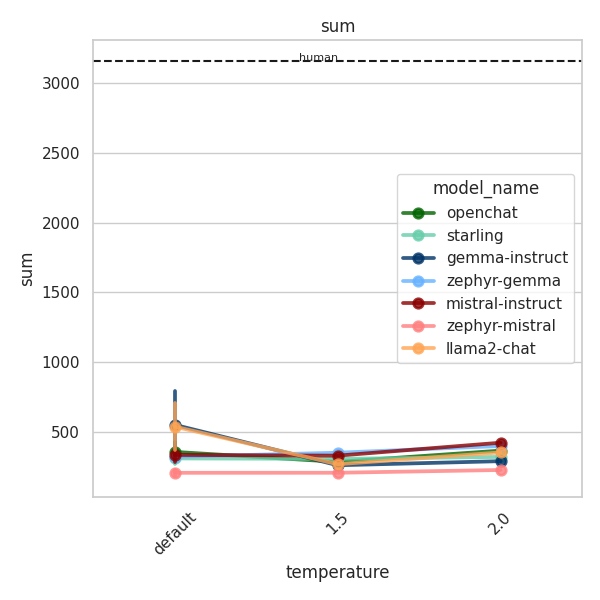 sum
human
3000
2500
2000
1500
1000
500
sum
model_name
openchat
starling
gemma-instruct
zephyr-gemma
mistral-instruct
zephyr-mistral
llama2-chat
default
1.5
2.0
temperature